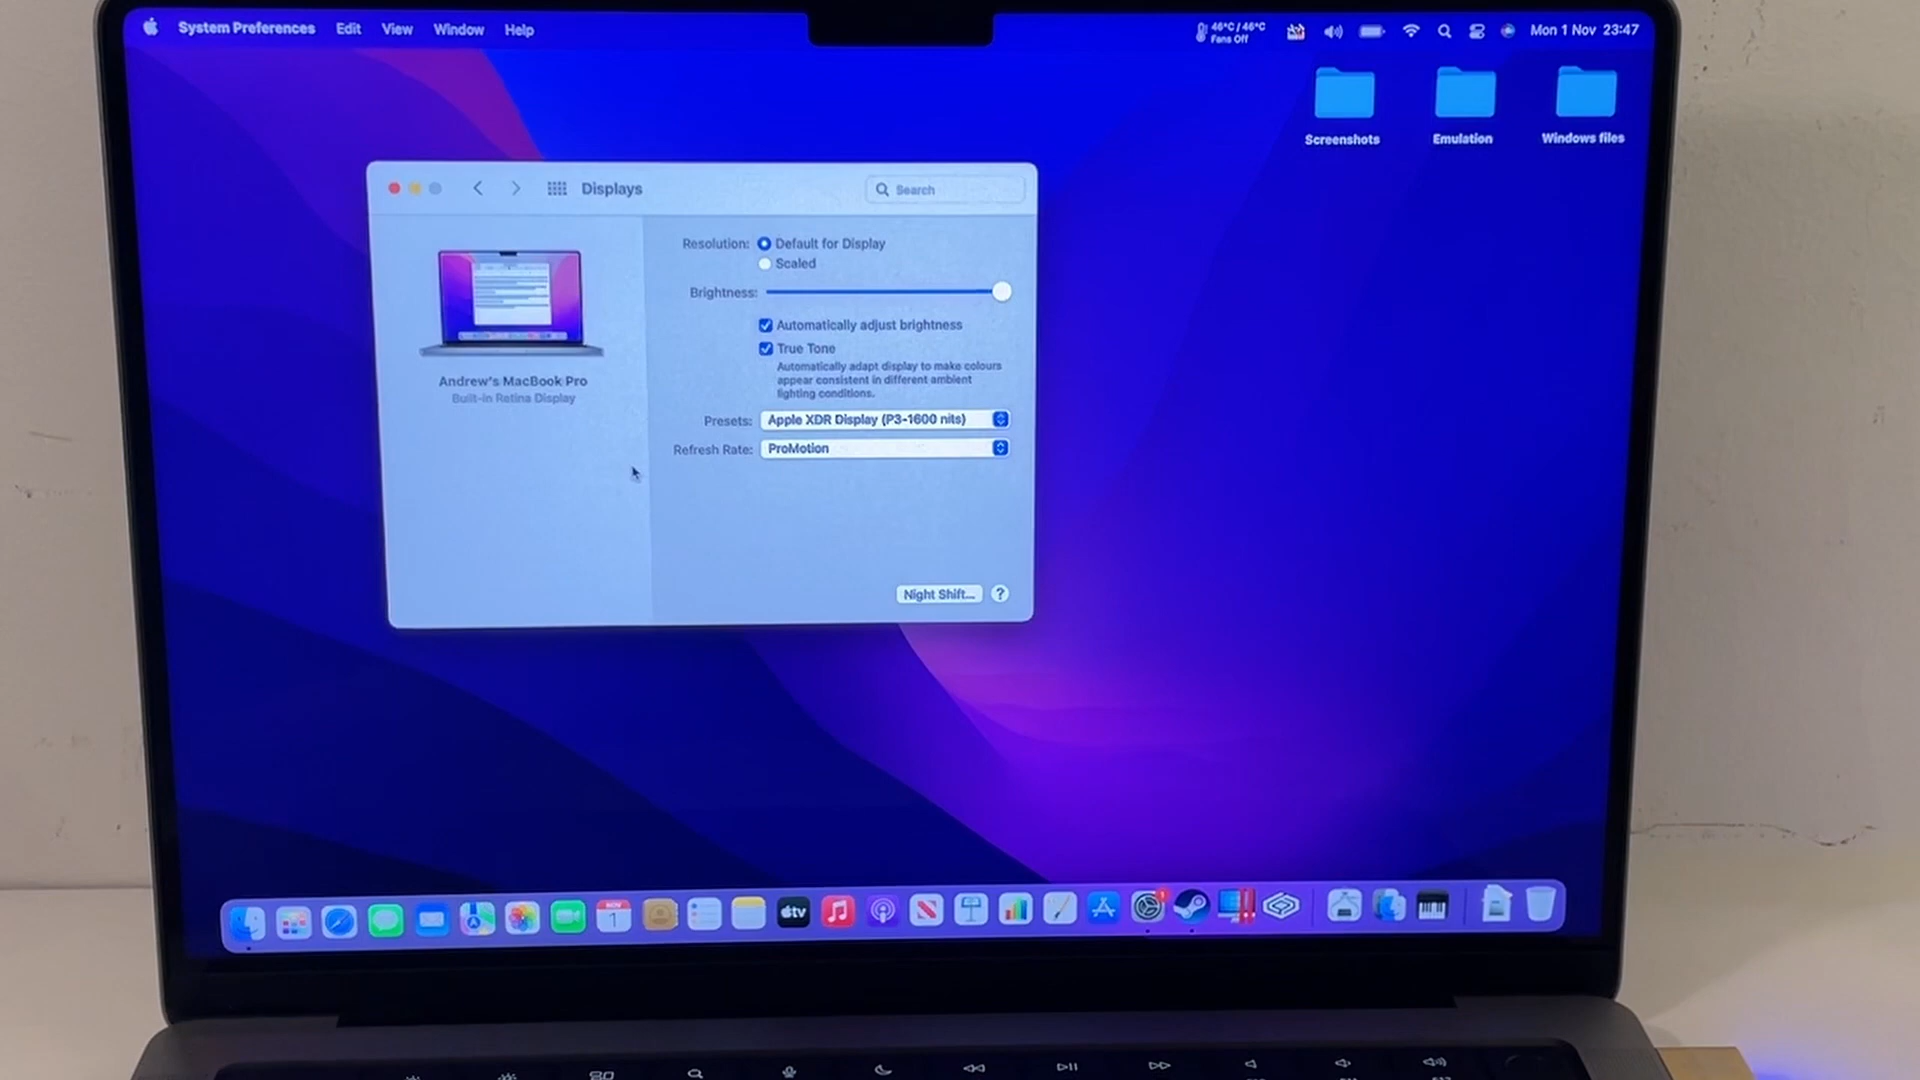 System Preferences Edit View Window Help
46°C / 46°C
Fans Off
Mon 1 Nov 23:47
Screenshots Emulation Windows files
Displays
Search
Resolution: Default for Display
Scaled
Brightness:
Automatically adjust brightness
True Tone
Automatically adapt display to make colours
appear consistent in different ambient
lighting conditions.
Andrew's MacBook Pro
Built-in Retina Display
Presets: Apple XDR Display (P3-1600 nits)
Refresh Rate: ProMotion
Night Shift... ?
NOV
1
tv
1